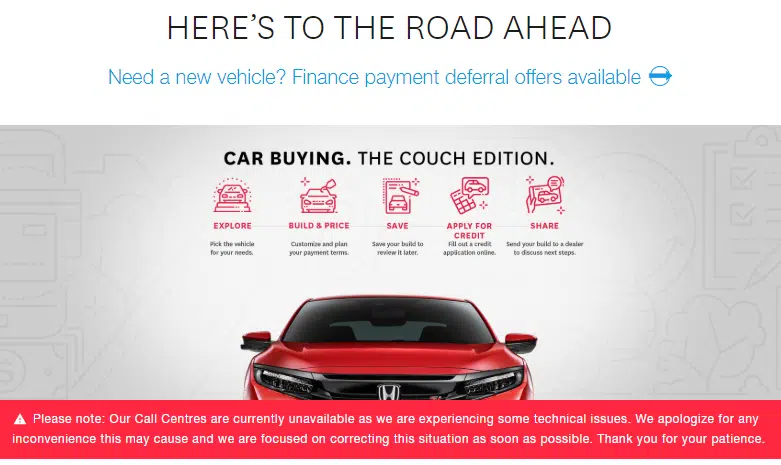 HERE'S TO THE ROAD AHEAD
Need a new vehicle? Finance payment deferral offers available
CAR BUYING. THE COUCH EDITION.
EXPLORE
Pick the vehicle
for your needs.
BUILD & PRICE
Customize and plan
your payment terms.
SAVE
Save your build to
review it later.
APPLY FOR
CREDIT
Fill out a credit
application online.
SHARE
Send your build to a dealer
to discuss next steps.
Please note: Our Call Centres are currently unavailable as we are experiencing some technical issues. We apologize for any
inconvenience this may cause and we are focused on correcting this situation as soon as possible. Thank you for your patience.